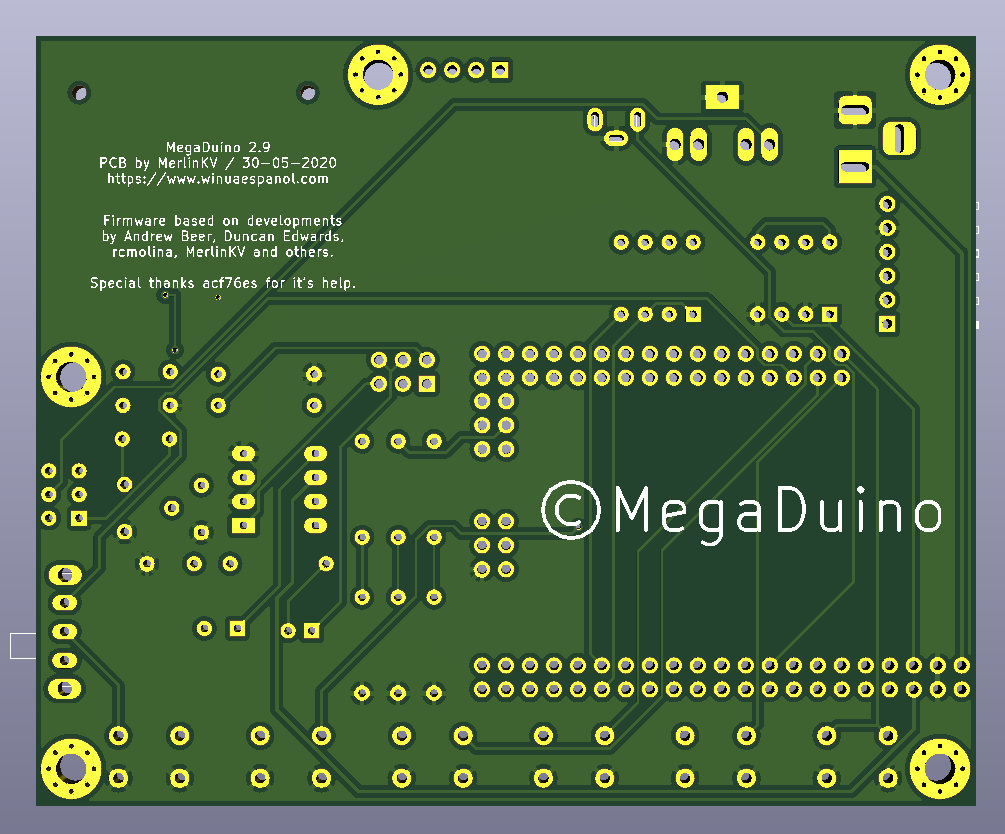 MegaDuino 2.9
PCB by MerlinKV / 30-05-2020
https://www.winuaespanol.com
Firmware based on developments
by Andrew Beer, Duncan Edwards,
rcmolina, MerlinKV and others.
Special thanks acf76es for it's help.
©MegaDuino